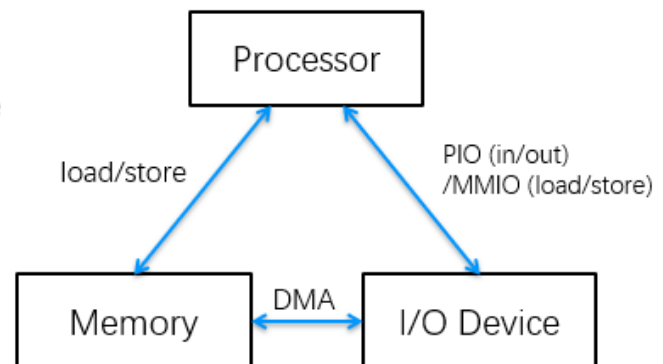 Processor
load/store
PIO (in/out)
/MMIO (load/store)
DMA
Memory
I/O Device